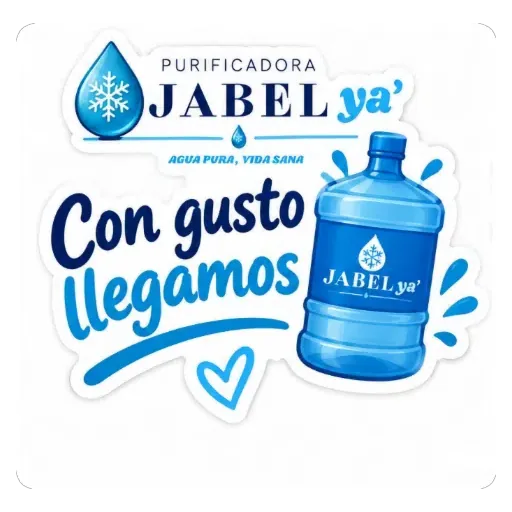 PURIFICADORA
JABEL ya'
AGUA PURA, VIDA SANA
Con gusto
llegamos
JABEL ya'